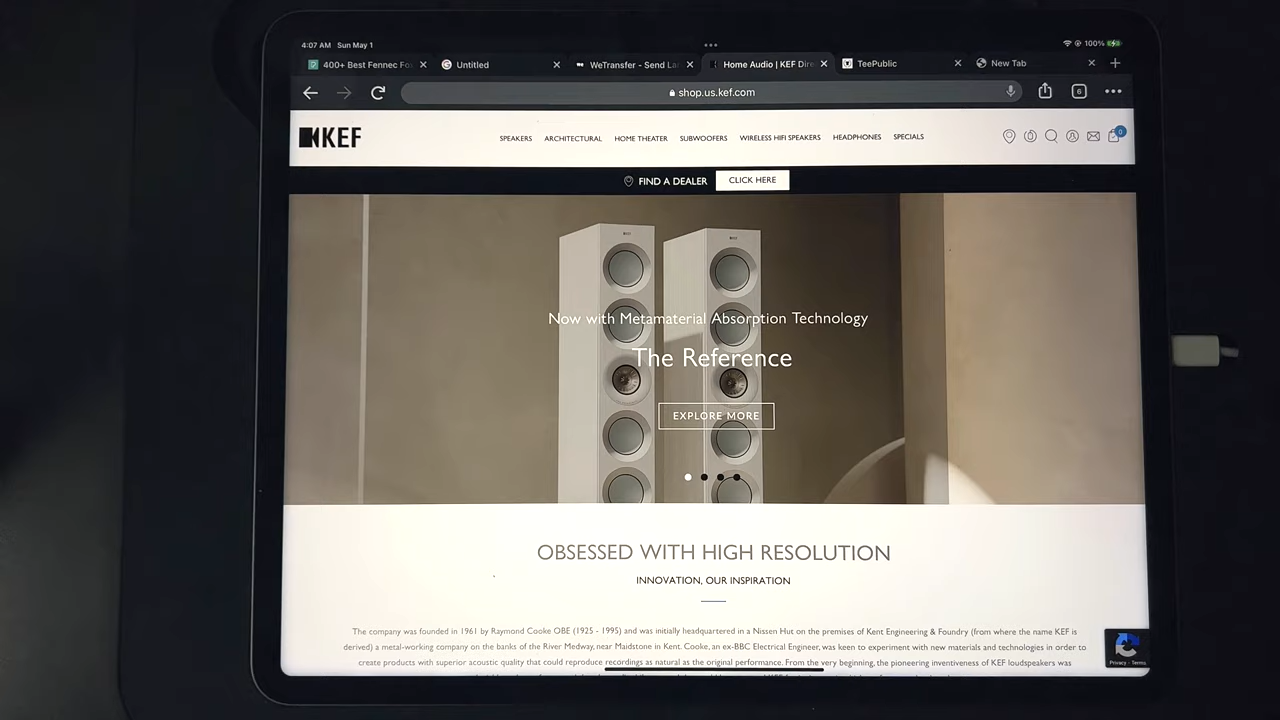 4:07 AM Sun May 1
100%
400+ Best Fennec Fo
Untitled
WeTransfer - Send La
Home Audio | KEF Dire
TeePublic
New Tab
shop.us.kef.com
6
KEF
SPEAKERS ARCHITECTURAL HOME THEATER SUBWOOFERS WIRELESS HIFI SPEAKERS HEADPHONES SPECIALS
0
FIND A DEALER CLICK HERE
KEF KEF
Now with Metamaterial Absorption Technology
The Reference
EXPLORE MORE
OBSESSED WITH HIGH RESOLUTION
INNOVATION, OUR INSPIRATION
The company was founded in 1961 by Raymond Cooke OBE (1925 - 1995) and was initially headquartered in a Nissen Hut on the premises of Kent Engineering & Foundry (from where the name KEF is
derived) a metal-working company on the banks of the River Medway, near Maidstone in Kent. Cooke, an ex-BBC Electrical Engineer, was keen to experiment with new materials and technologies in order to
create products with superior acoustic quality that could reproduce recordings as natural as the original performance. From the very beginning, the pioneering inventiveness of KEF loudspeakers was
Privacy - Terms